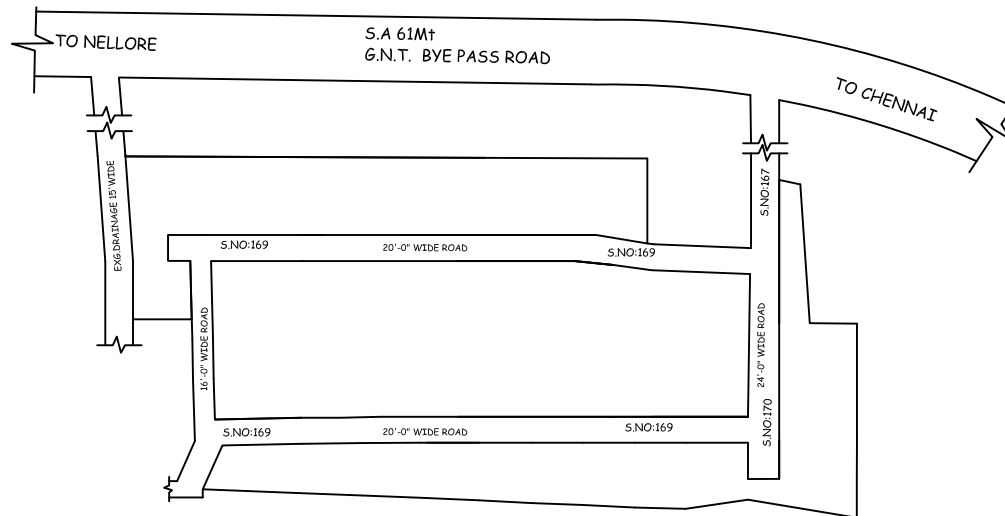 S.A 61Mt
G.N.T. BYE PASS ROAD
TO NELLORE
TO CHENNAI
EXG.DRAINAGE 15'WIDE
S.NO:167
S.NO:169
20'-0" WIDE ROAD
S.NO:169
16'-0" WIDE ROAD
24'-0" WIDE ROAD
S.NO:169
20'-0" WIDE ROAD
S.NO:169
S.NO:170